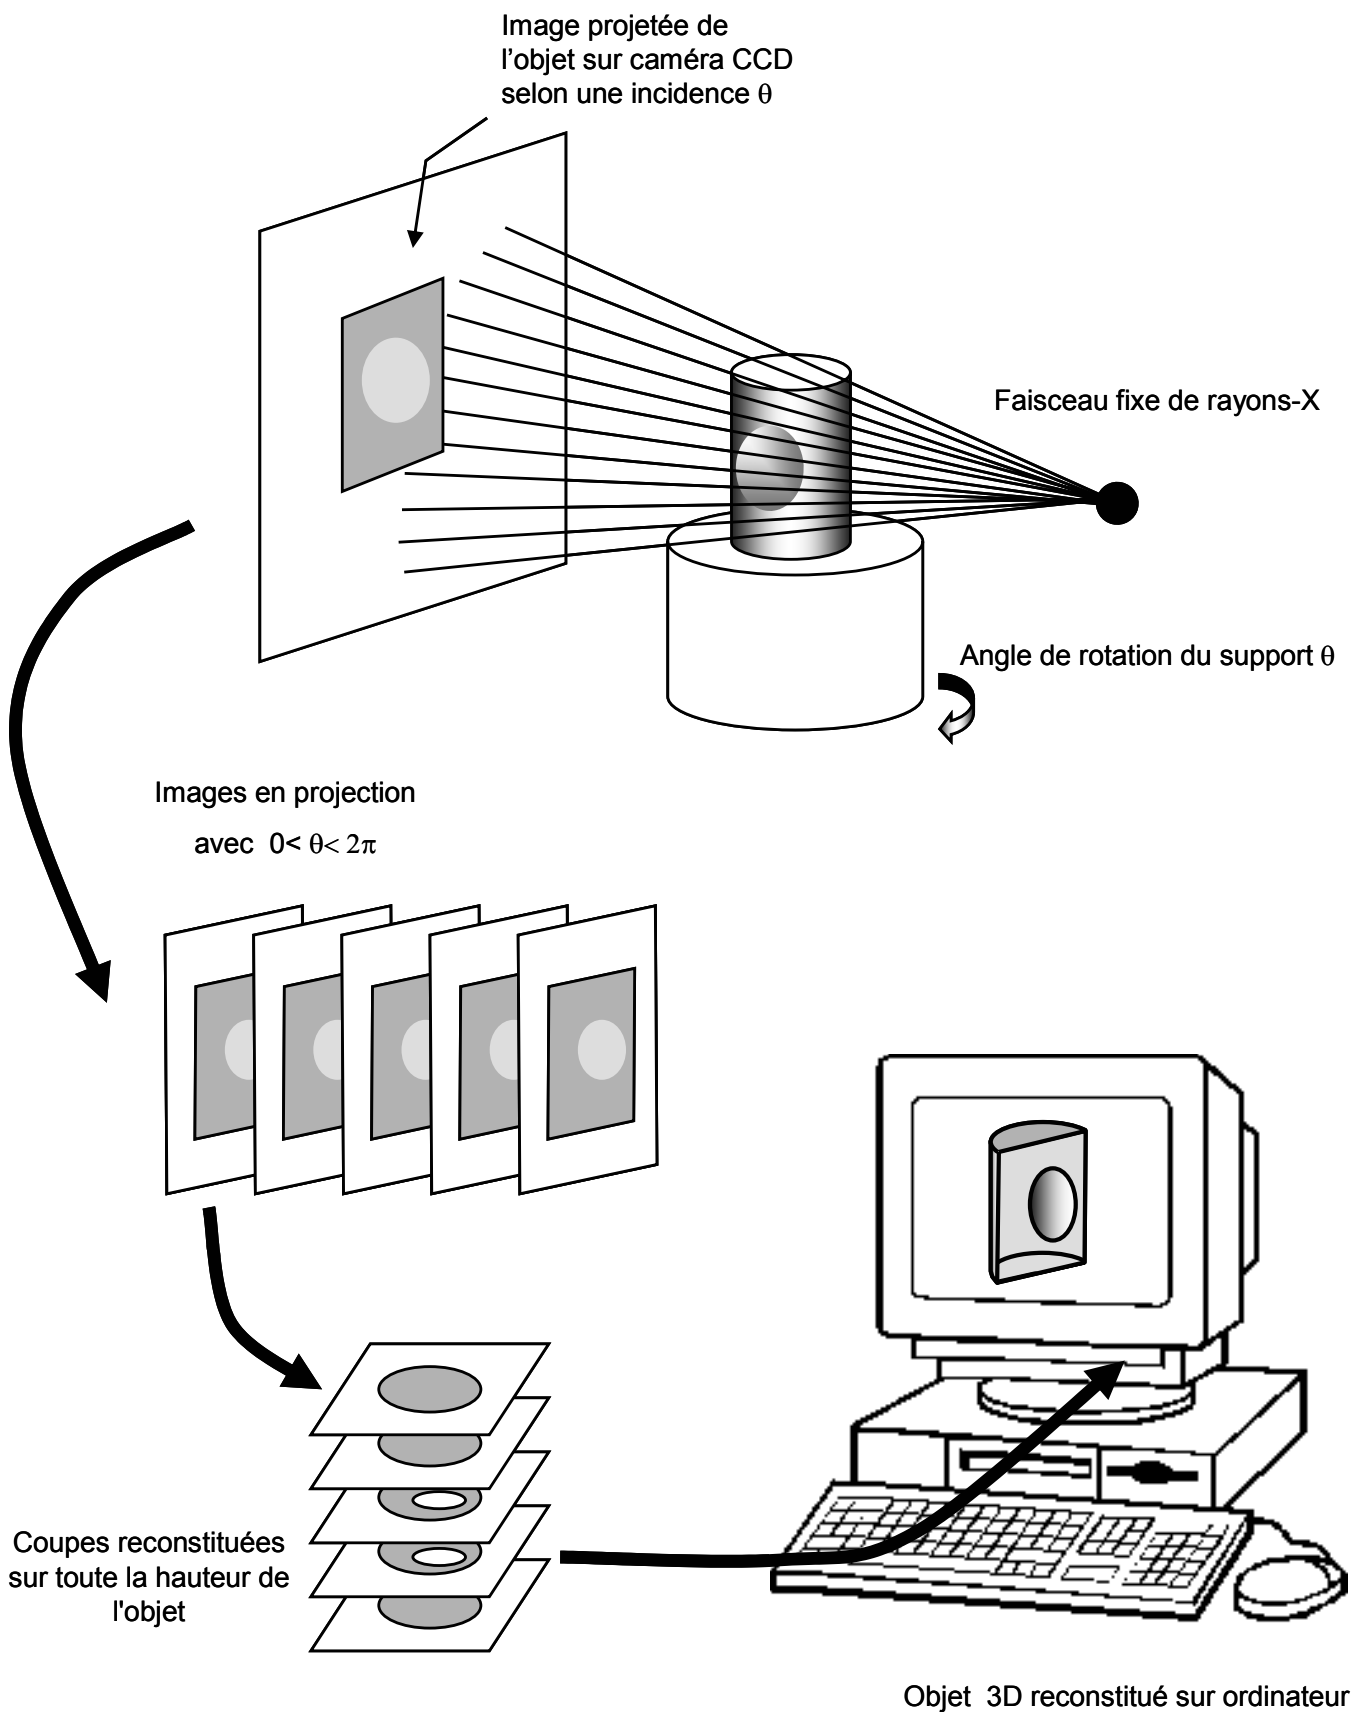 Image projetée de
l’objet sur caméra CCD
selon une incidence θ
Faisceau fixe de rayons-X
Angle de rotation du support θ
Images en projection
avec  0< θ< 2π
Coupes reconstituées
sur toute la hauteur de
l'objet
Objet  3D reconstitué sur ordinateur